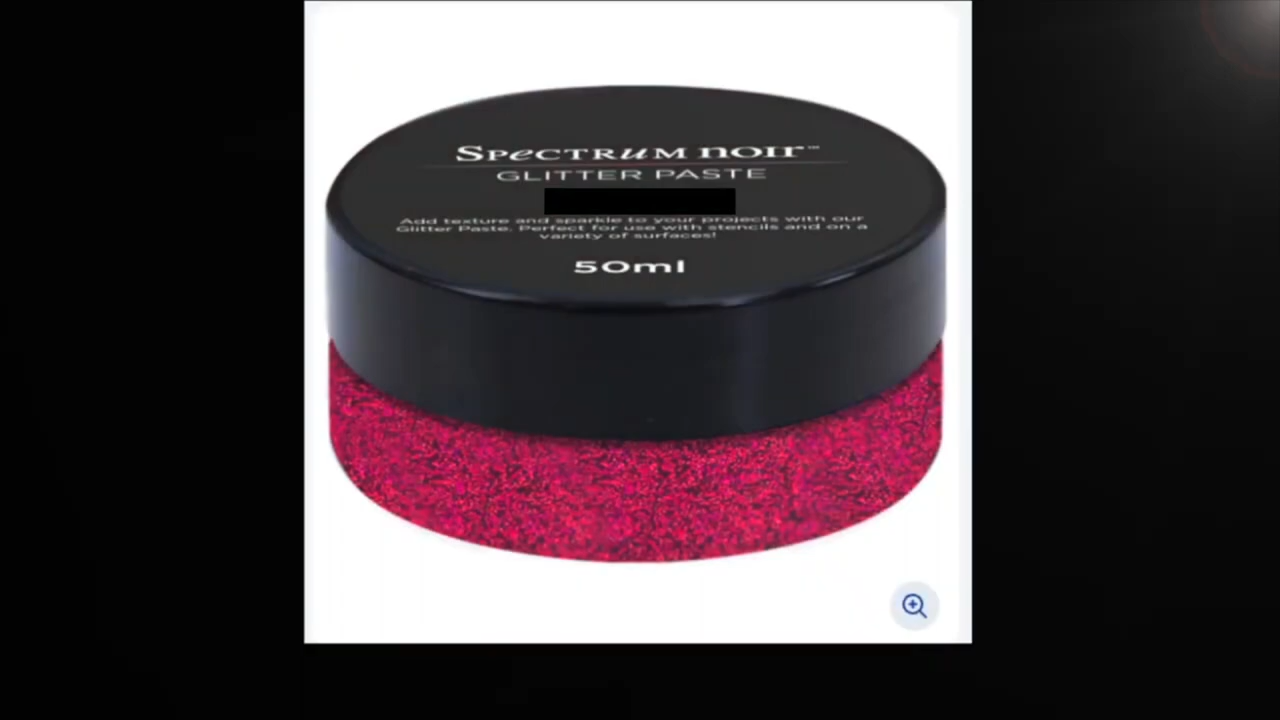 SPECTRUM NOIR™
GLITTER PASTE
Add texture and sparkle to your projects with our
Glitter Paste. Perfect for use with stencils and on a
variety of surfaces!
50ml